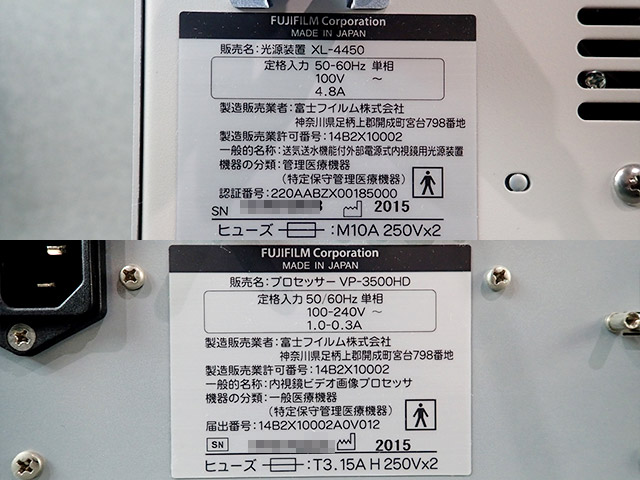 FUJIFILM Corporation
MADE IN JAPAN
販売名:光源装置 XL-4450
定格入力 50-60Hz 単相
100V ～
4.8A
製造販売業者:富士フイルム株式会社
神奈川県足柄上郡開成町宮台798番地
製造販売業許可番号:14B2X10002
一般的名称:送気送水機能付外部電源式内視鏡用光源装置
機器の分類:管理医療機器
(特定保守管理医療機器)
認証番号:220AABZX00185000
SN 2015
ヒューズ :M10A 250V×2
FUJIFILM Corporation
MADE IN JAPAN
販売名:プロセッサー VP-3500HD
定格入力 50/60Hz 単相
100-240V ～
1.0-0.3A
製造販売業者:富士フイルム株式会社
神奈川県足柄上郡開成町宮台798番地
製造販売業許可番号:14B2X10002
一般的名称:内視鏡ビデオ画像プロセッサ
機器の分類:一般医療機器
(特定保守管理医療機器)
届出番号:14B2X10002A0V012
SN 2015
ヒューズ :T3.15A H 250V×2